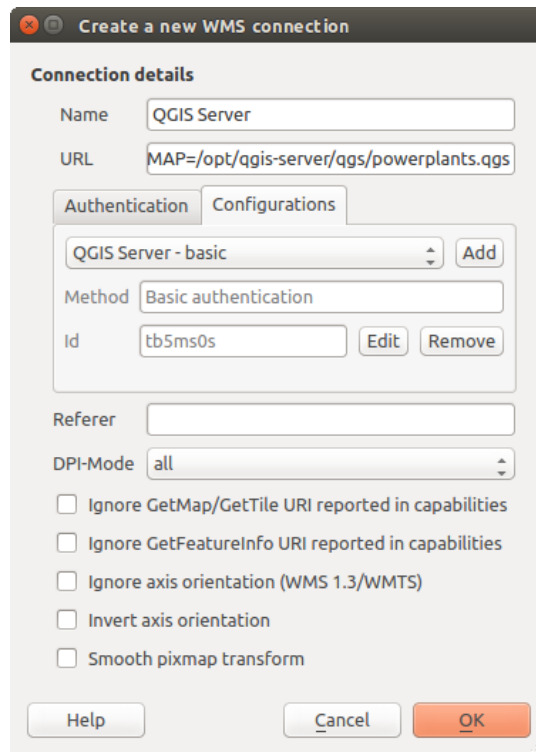 Create a new WMS connection
Connection details
Name QGIS Server
URL MAP=/opt/qgis-server/qgs/powerplants.qgs
Authentication Configurations
QGIS Server - basic Add
Method Basic authentication
Id tb5ms0s Edit Remove
Referer
DPI-Mode all
Ignore GetMap/GetTile URI reported in capabilities
Ignore GetFeatureInfo URI reported in capabilities
Ignore axis orientation (WMS 1.3/WMTS)
Invert axis orientation
Smooth pixmap transform
Help Cancel OK